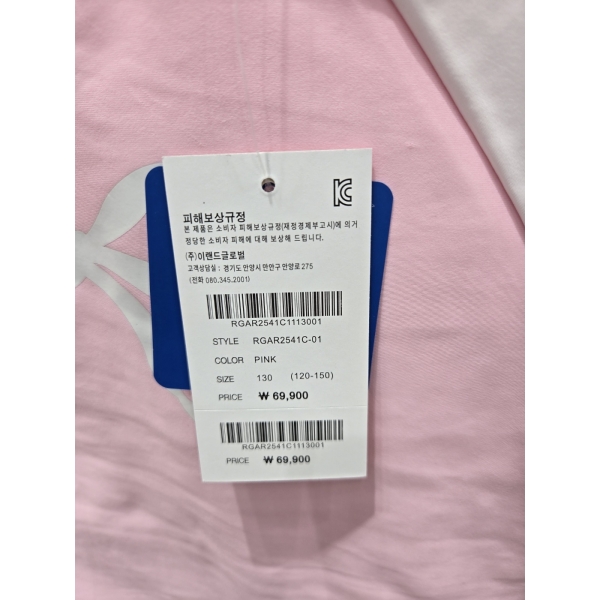 피해보상규정
본 제품은 소비자 피해보상규정(재정경제부고시)에 의거
정당한 소비자 피해에 대해 보상해 드립니다.
(주)이랜드글로벌
고객상담실 : 경기도 안양시 만안구 안양로 275
(전화 080.345.2001)
RGAR2541C1113001
STYLE RGAR2541C-01
COLOR PINK
SIZE 130 (120-150)
PRICE ₩ 69,900
RGAR2541C1113001
PRICE ₩ 69,900